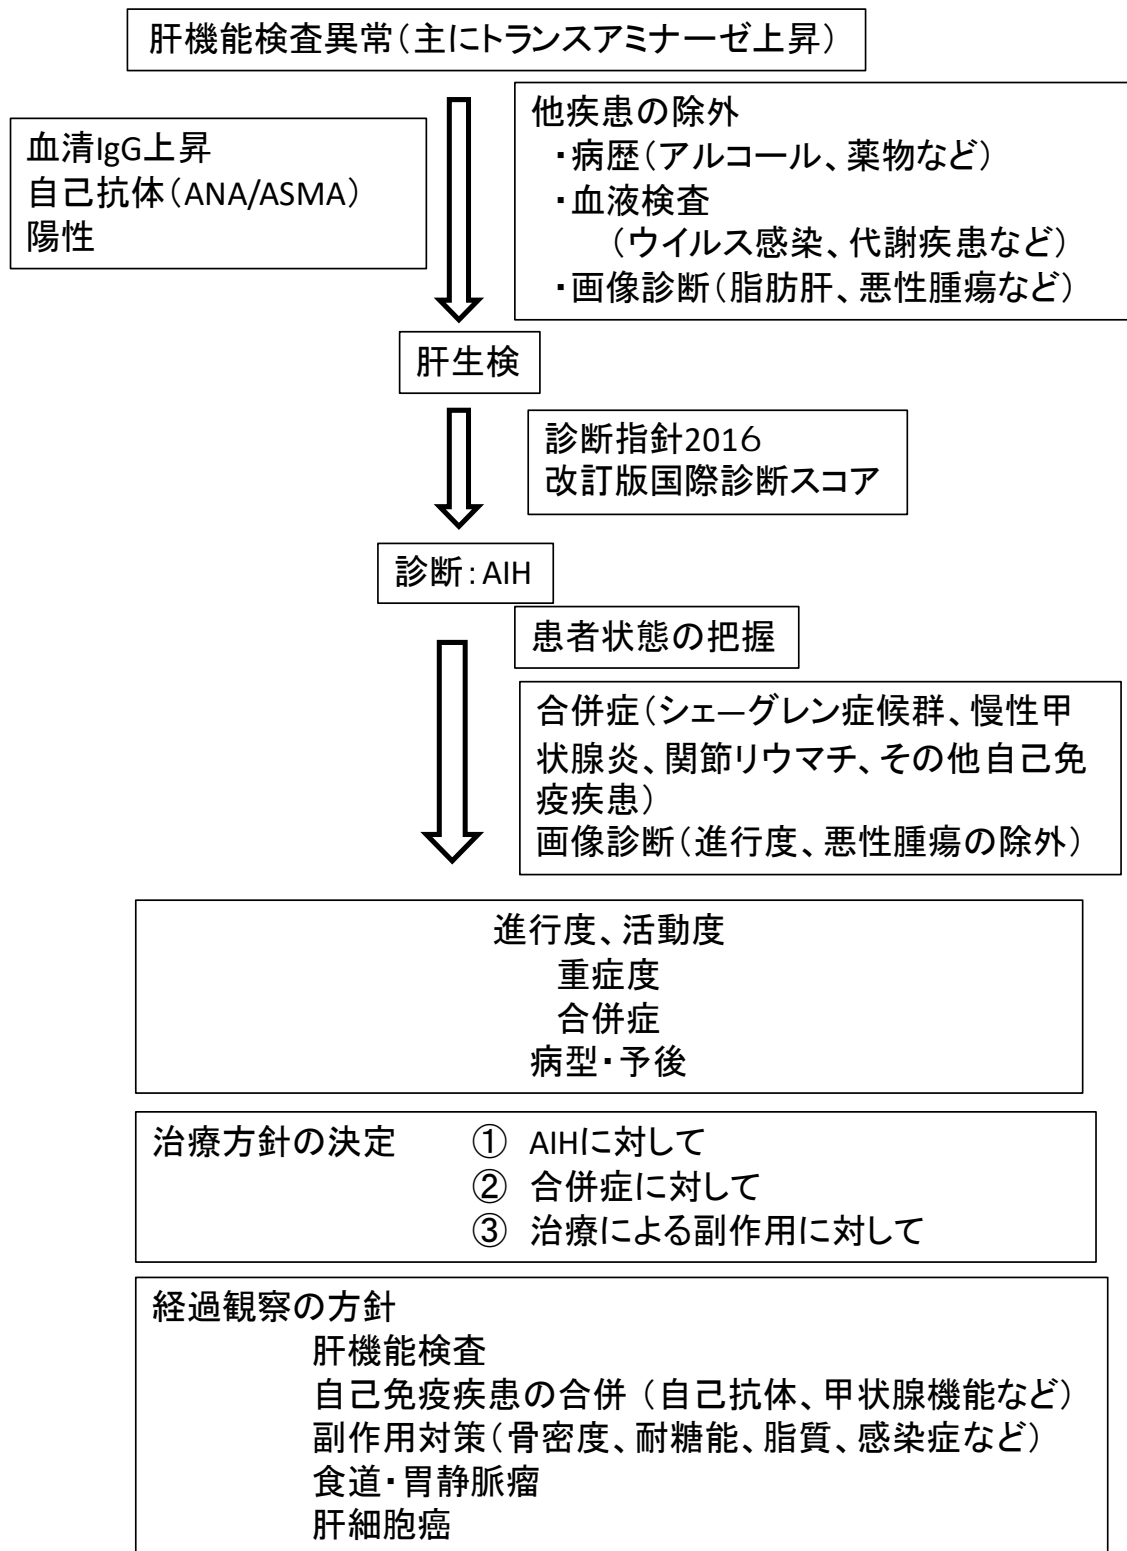 肝機能検査異常（主にトランスアミナーゼ上昇）
血清IgG上昇
自己抗体（ANA/ASMA）
陽性
他疾患の除外
・病歴（アルコール、薬物など）
・血液検査
（ウイルス感染、代謝疾患など）
・画像診断（脂肪肝、悪性腫瘍など）
肝生検
診断指針2016
改訂版国際診断スコア
診断：AIH
患者状態の把握
合併症（シェーグレン症候群、慢性甲
状腺炎、関節リウマチ、その他自己免
疫疾患）
画像診断（進行度、悪性腫瘍の除外）
進行度、活動度
重症度
合併症
病型・予後
治療方針の決定 ① AIHに対して
② 合併症に対して
③ 治療による副作用に対して
経過観察の方針
肝機能検査
自己免疫疾患の合併 （自己抗体、甲状腺機能など）
副作用対策（骨密度、耐糖能、脂質、感染症など）
食道・胃静脈瘤
肝細胞癌